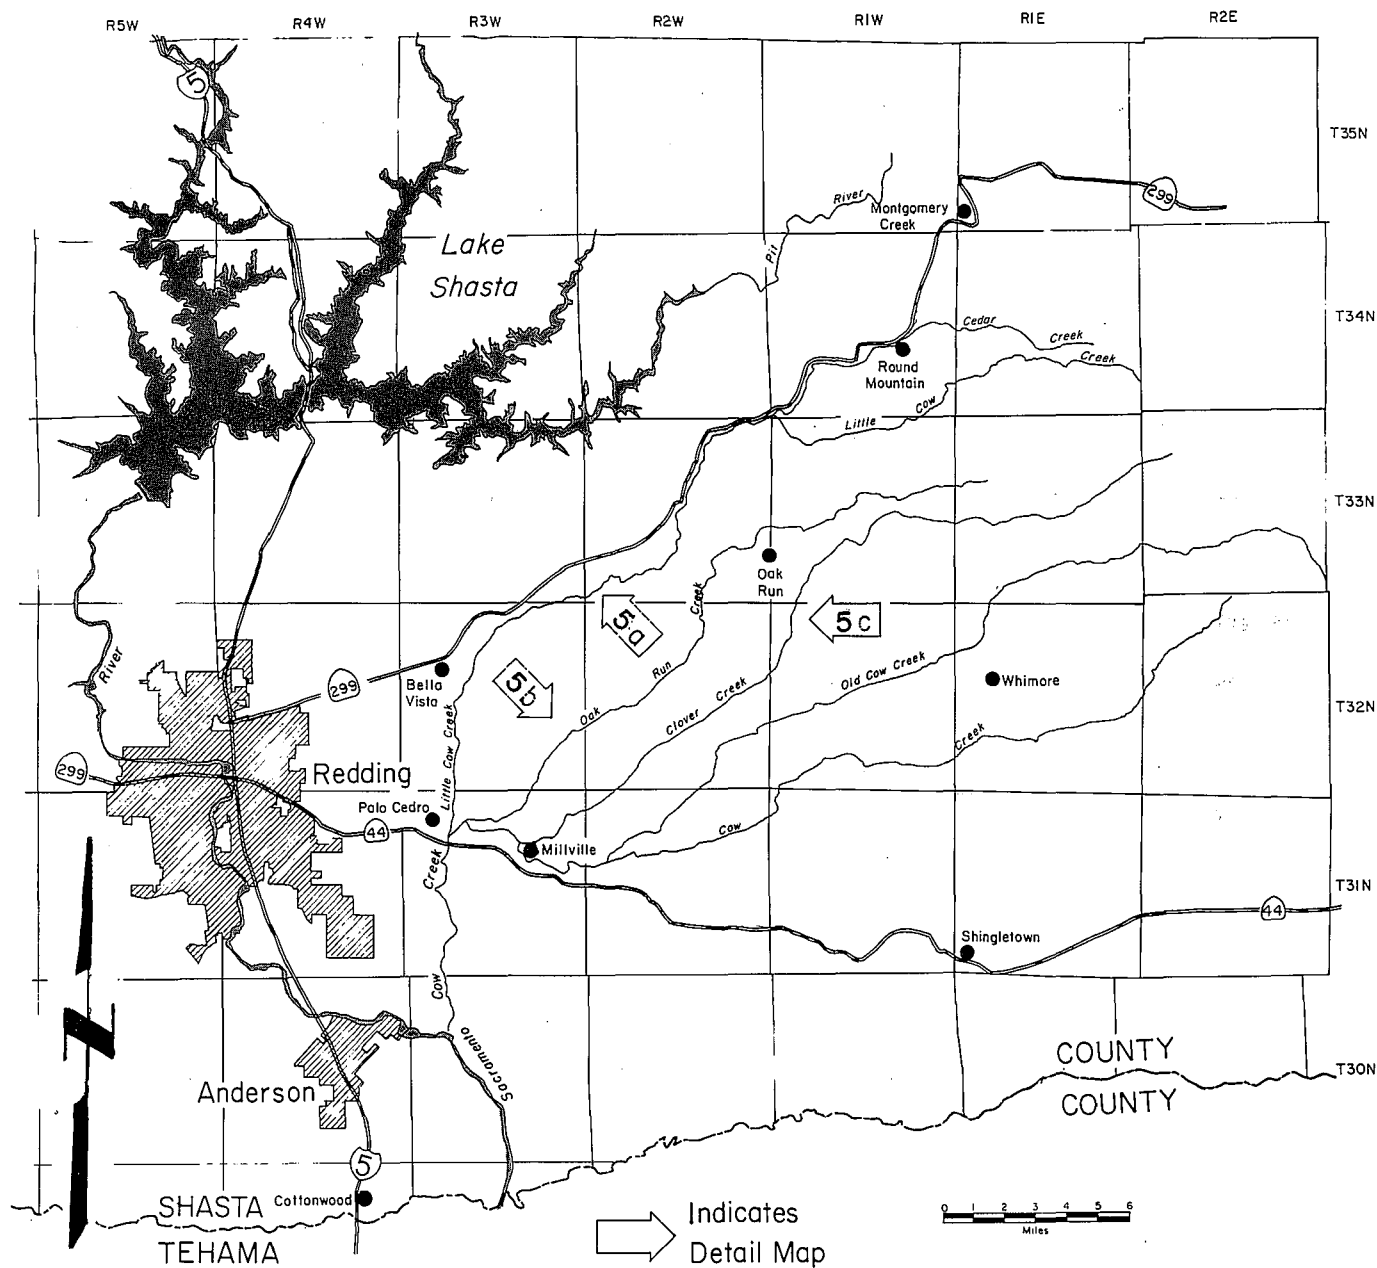 R5W R4W R3W R2W R1W R1E R2E
5
T35N
299
River
Montgomery
Creek
Pit
Lake
Shasta
T34N
Cedar
Creek
Creek
Round
Mountain
Little
Cow
T33N
Oak
Run
Creek
5a
5c
River
299
Bella
Vista
5b
Run
Oak
Clover
Creek
Old Cow Creek
Whimore
Creek
T32N
Little Cow Creek
299
Redding
Palo Cedro
44
Millville
Cow
Creek
T31N
44
Shingletown
Cow
Sacramento
COUNTY
COUNTY
T30N
Anderson
5
SHASTA
Cottonwood
TEHAMA
Indicates
Detail Map
0 1 2 3 4 5 6
Miles
N